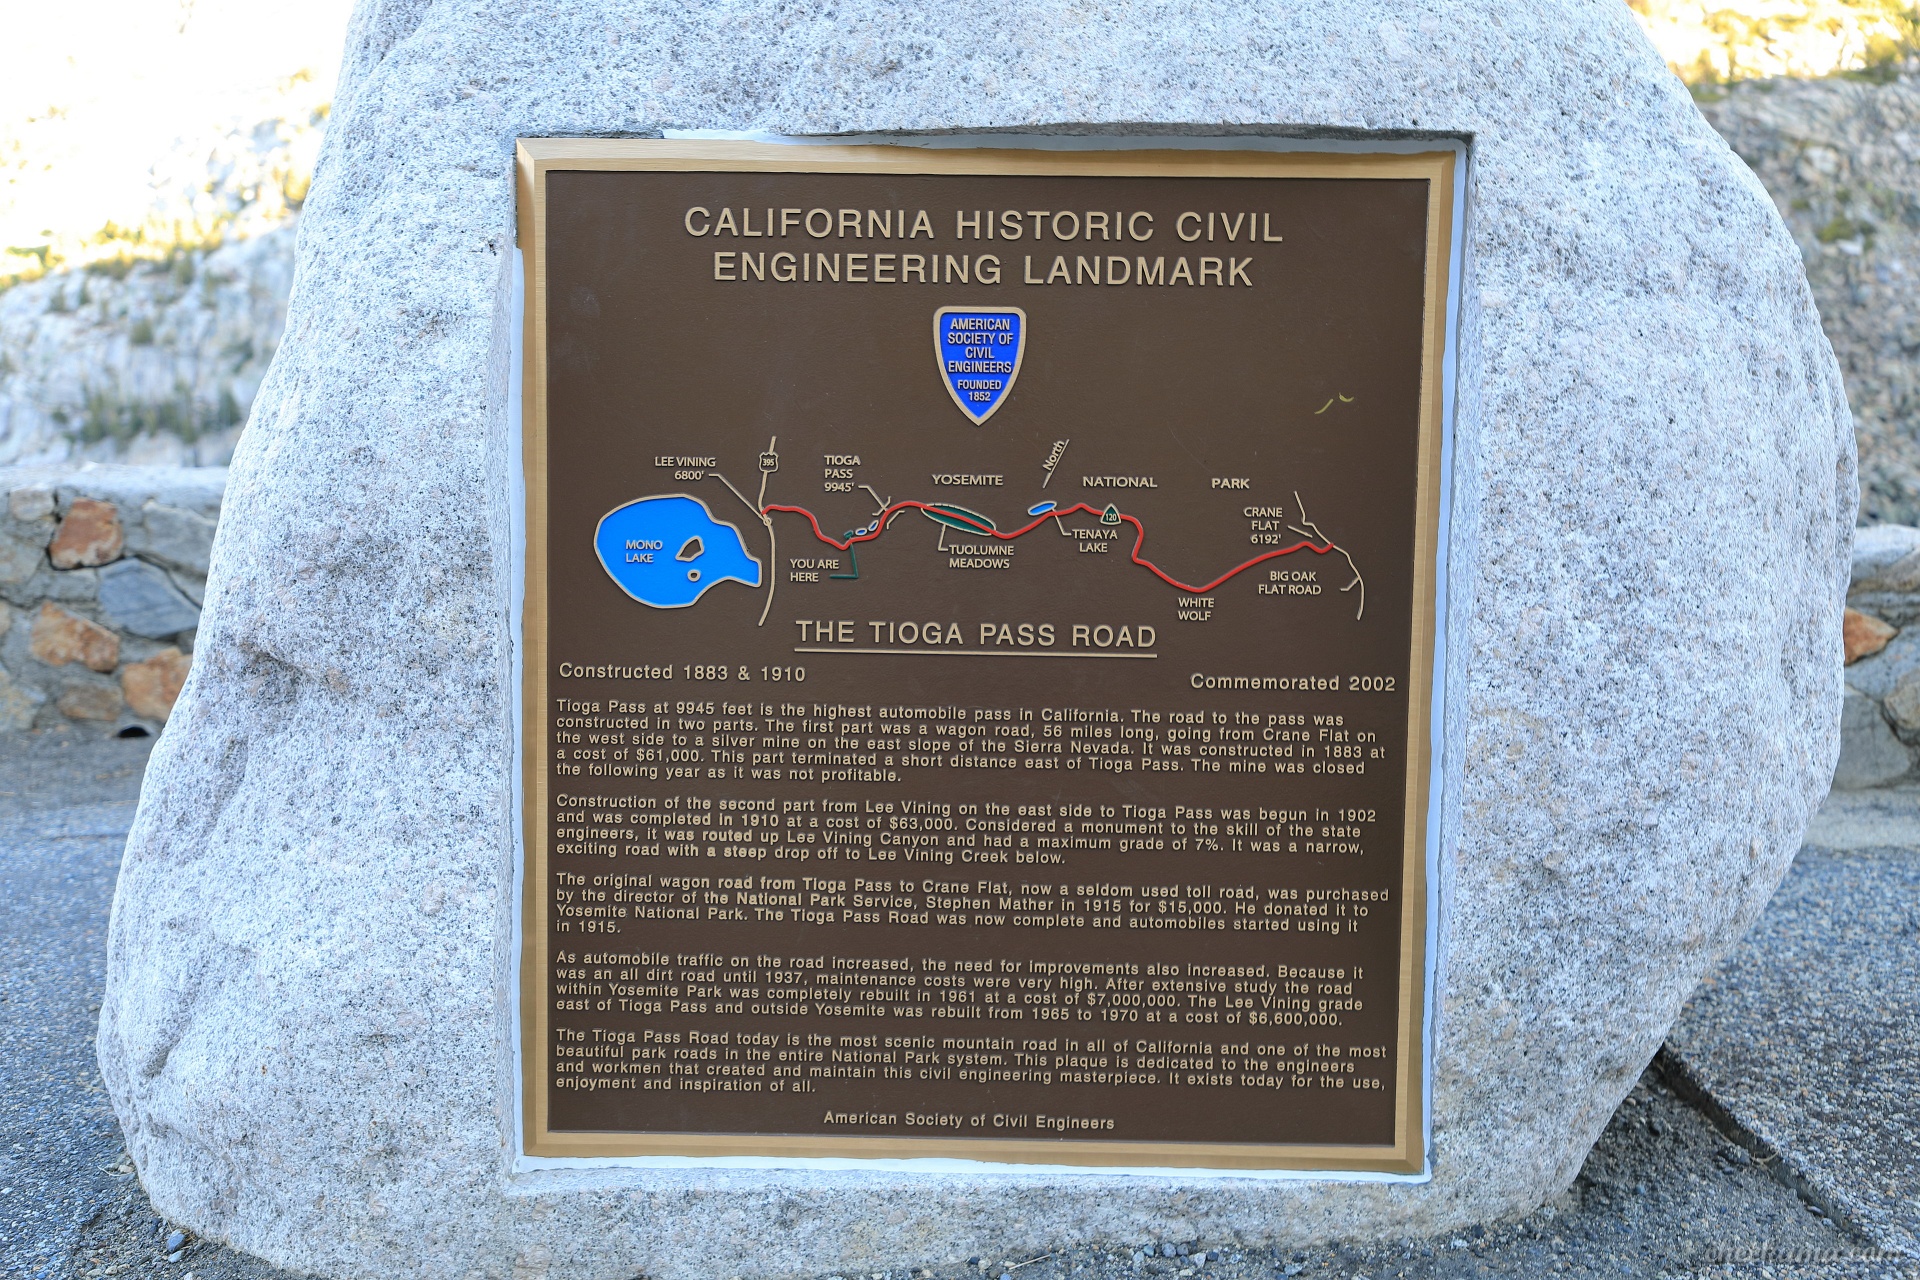 CALIFORNIA HISTORIC CIVIL
ENGINEERING LANDMARK
AMERICAN
SOCIETY OF
CIVIL
ENGINEERS
FOUNDED
1852
LEE VINING
6800'
395
TIOGA
PASS
9945'
YOSEMITE
North
NATIONAL
PARK
CRANE
FLAT
6192'
120
MONO
LAKE
YOU ARE
HERE
TUOLUMNE
MEADOWS
TENAYA
LAKE
BIG OAK
FLAT ROAD
WHITE
WOLF
THE TIOGA PASS ROAD
Constructed 1883 & 1910
Commemorated 2002
Tioga Pass at 9945 feet is the highest automobile pass in California. The road to the pass was
constructed in two parts. The first part was a wagon road, 56 miles long, going from Crane Flat on
the west side to a silver mine on the east slope of the Sierra Nevada. It was constructed in 1883 at
a cost of $61,000. This part terminated a short distance east of Tioga Pass. The mine was closed
the following year as it was not profitable.
Construction of the second part from Lee Vining on the east side to Tioga Pass was begun in 1902
and was completed in 1910 at a cost of $63,000. Considered a monument to the skill of the state
engineers, it was routed up Lee Vining Canyon and had a maximum grade of 7%. It was a narrow,
exciting road with a steep drop off to Lee Vining Creek below.
The original wagon road from Tioga Pass to Crane Flat, now a seldom used toll road, was purchased
by the director of the National Park Service, Stephen Mather in 1915 for $15,000. He donated it to
Yosemite National Park. The Tioga Pass Road was now complete and automobiles started using it
in 1915.
As automobile traffic on the road increased, the need for improvements also increased. Because it
was an all dirt road until 1937, maintenance costs were very high. After extensive study the road
within Yosemite Park was completely rebuilt in 1961 at a cost of $7,000,000. The Lee Vining grade
east of Tioga Pass and outside Yosemite was rebuilt from 1965 to 1970 at a cost of $6,600,000.
The Tioga Pass Road today is the most scenic mountain road in all of California and one of the most
beautiful park roads in the entire National Park system. This plaque is dedicated to the engineers
and workmen that created and maintain this civil engineering masterpiece. It exists today for the use,
enjoyment and inspiration of all.
American Society of Civil Engineers